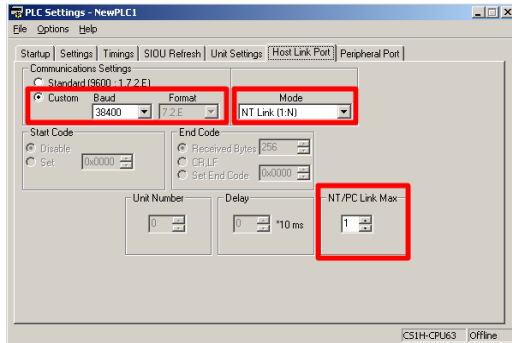 PLC Settings - NewPLC1
File Options Help
Startup Settings Timings SIOU Refresh Unit Settings Host Link Port Peripheral Port
Communications Settings
Standard (9600 ; 1,7,2,E)
Custom Baud Format Mode
38400 7,2,E NT Link (1:N)
Start Code End Code
Disable Received Bytes 256
Set 0x0000 CR,LF
Set End Code 0x0000
Unit Number Delay NT/PC Link Max
0 0 *10 ms 1
CS1H-CPU63 Offline